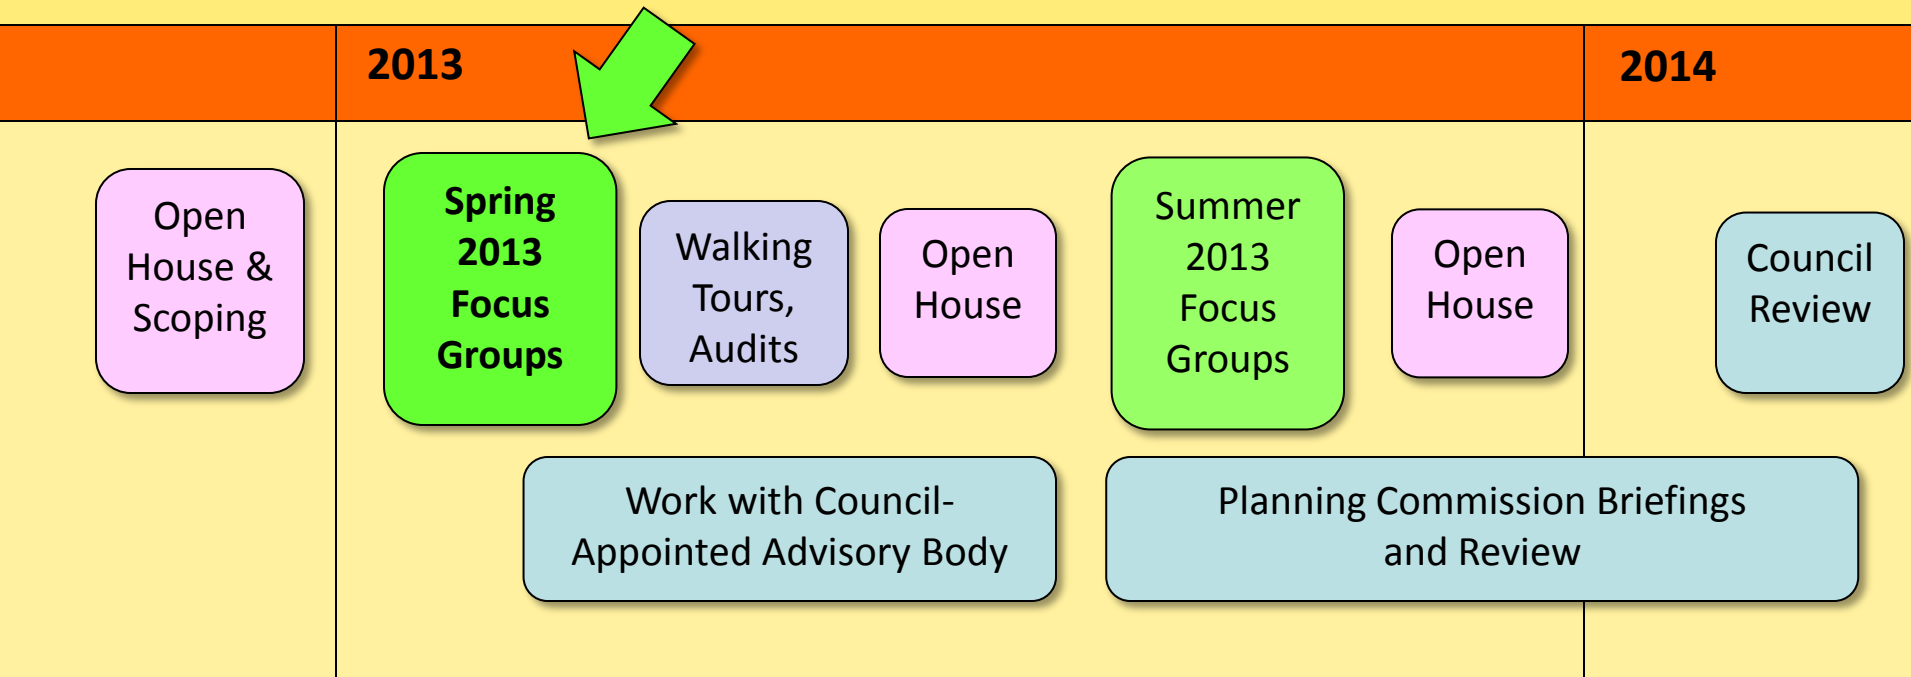 2013
2014
Open
House &
Scoping
Spring
2013
Focus
Groups
Walking
Tours,
Audits
Open
House
Summer
2013
Focus
Groups
Open
House
Council
Review
Work with Council-
Appointed Advisory Body
Planning Commission Briefings
and Review